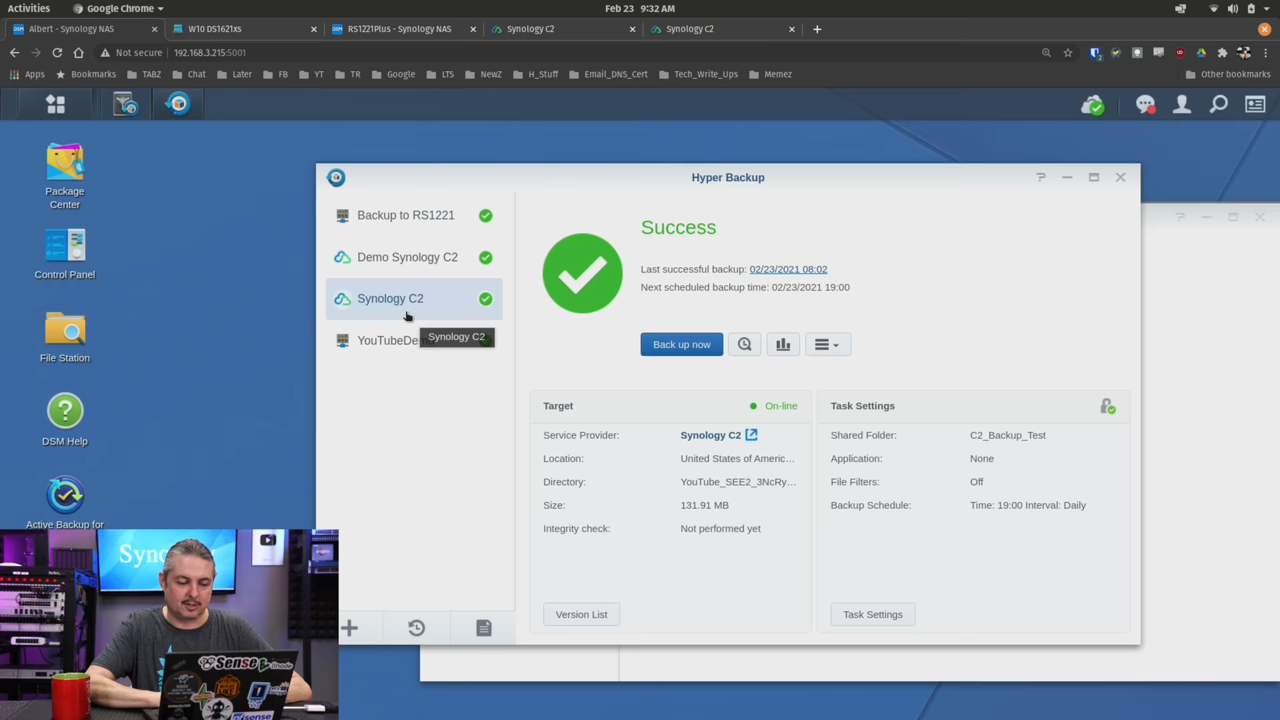 Activities
Google Chrome
Feb 23 9:32 AM
Albert - Synology NAS
W10 DS1621xs
RS1221Plus - Synology NAS
Synology C2
Synology C2
Not secure
192.168.3.215:5001
Apps
Bookmarks
TABZ
Chat
Later
FB
YT
TR
Google
LTS
NewZ
H_Stuff
Email_DNS_Cert
Tech_Write_Ups
Memez
Other bookmarks
Package
Center
Control Panel
File Station
DSM Help
Active Backup for
Hyper Backup
Backup to RS1221
Demo Synology C2
Synology C2
Synology C2
Success
Last successful backup: 02/23/2021 08:02
Next scheduled backup time: 02/23/2021 19:00
Back up now
Target
On-line
Service Provider: Synology C2
Location: United States of Americ...
Directory: YouTube_SEE2_3NcRy...
Size: 131.91 MB
Integrity check: Not performed yet
Version List
Task Settings
Shared Folder: C2_Backup_Test
Application: None
File Filters: Off
Backup Schedule: Time: 19:00 Interval: Daily
Task Settings